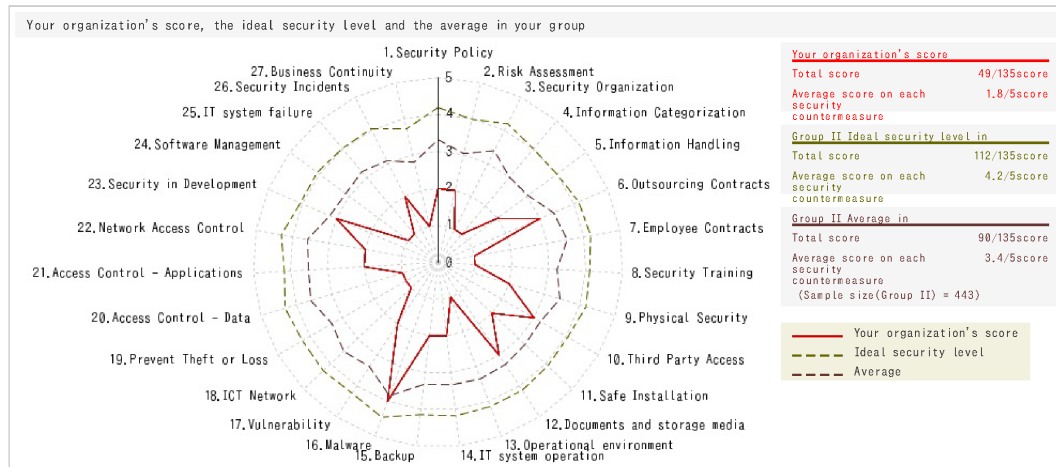 Your organization's score, the ideal security level and the average in your group
1.Security Policy
2.Risk Assessment
3.Security Organization
4.Information Categorization
5.Information Handling
6.Outsourcing Contracts
7.Employee Contracts
8.Security Training
9.Physical Security
10.Third Party Access
11.Safe Installation
12.Documents and storage media
13.Operational environment
14.IT system operation
15.Backup
16.Malware
17.Vulnerability
18.ICT Network
19.Prevent Theft or Loss
20.Access Control - Data
21.Access Control - Applications
22.Network Access Control
23.Security in Development
24.Software Management
25.IT system failure
26.Security Incidents
27.Business Continuity
5
4
3
2
1
0
Your organization's score
Total score 49/135score
Average score on each 1.8/5score
security
countermeasure
Group II Ideal security level in
Total score 112/135score
Average score on each 4.2/5score
security
countermeasure
Group II Average in
Total score 90/135score
Average score on each 3.4/5score
security
countermeasure
(Sample size(Group II) = 443)
Your organization's score
Ideal security level
Average